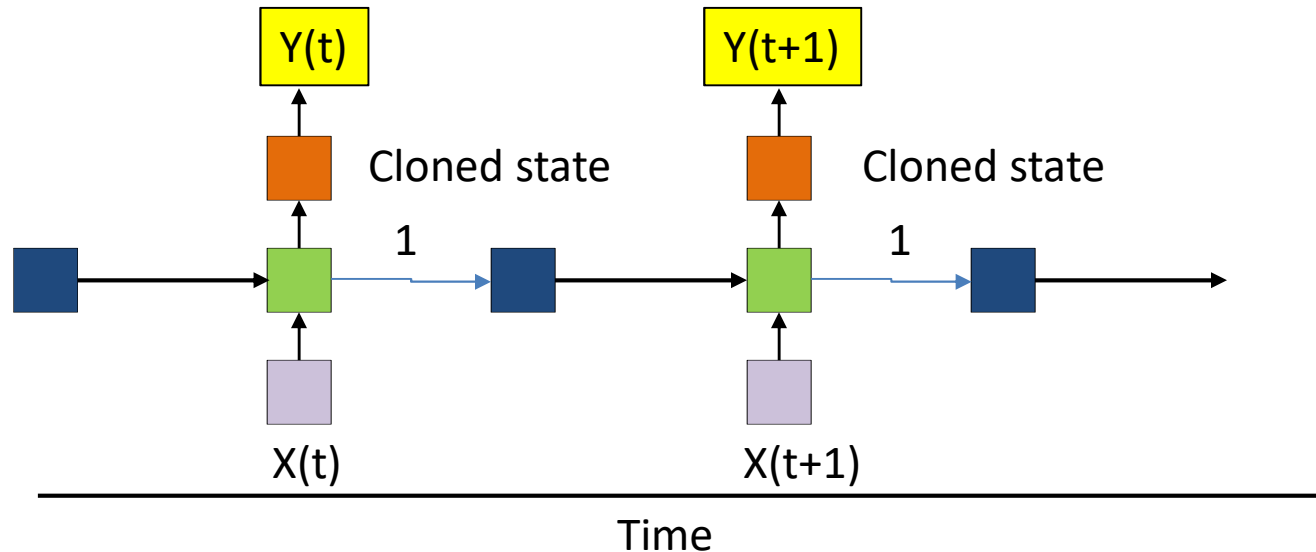 Y(t)
Y(t+1)
Cloned state
Cloned state
1
1
X(t)
X(t+1)
Time